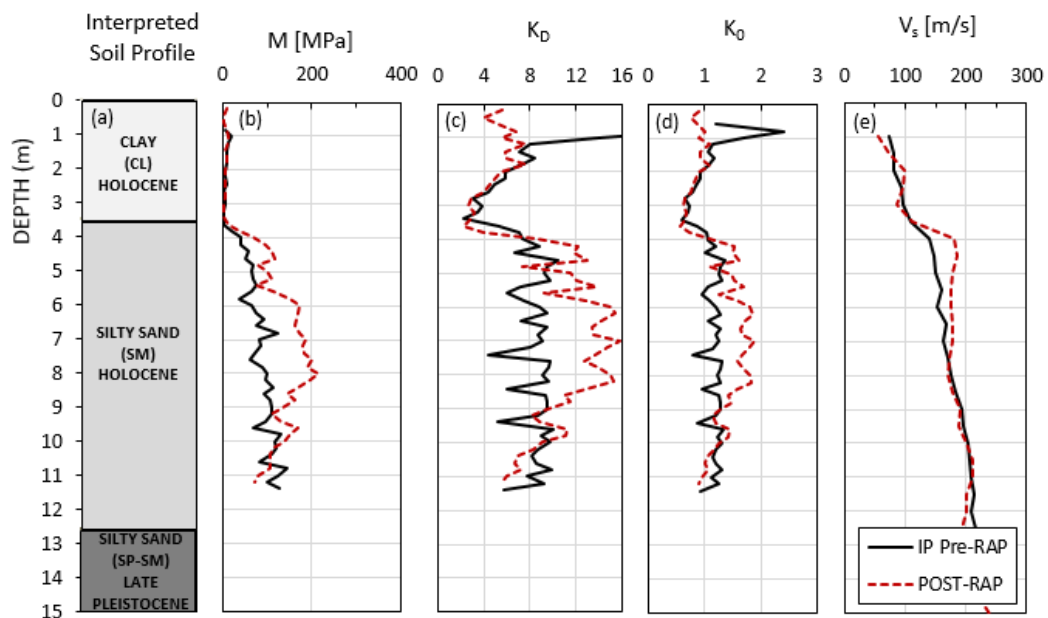 Interpreted
Soil Profile
M [MPa]
K_D
K_0
V_s [m/s]
0 200 400
0 4 8 12 16
0 1 2 3
0 100 200 300
DEPTH (m)
0
1
2
3
4
5
6
7
8
9
10
11
12
13
14
15
(a)
(b)
(c)
(d)
(e)
CLAY
(CL)
HOLOCENE
SILTY SAND
(SM)
HOLOCENE
SILTY SAND
(SP-SM)
LATE
PLEISTOCENE
IP Pre-RAP
POST-RAP